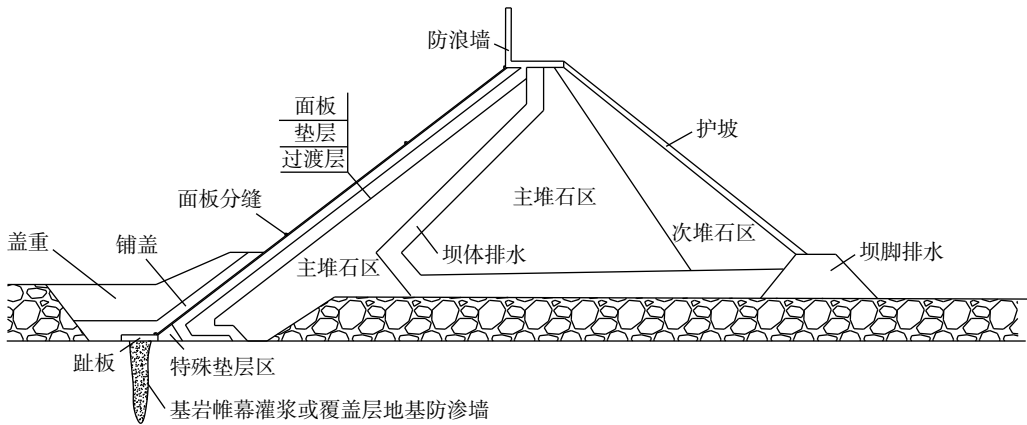 防浪墙
面板
垫层
过渡层
护坡
面板分缝
主堆石区
次堆石区
盖重
铺盖
主堆石区
坝体排水
坝脚排水
趾板
特殊垫层区
基岩帷幕灌浆或覆盖层地基防渗墙